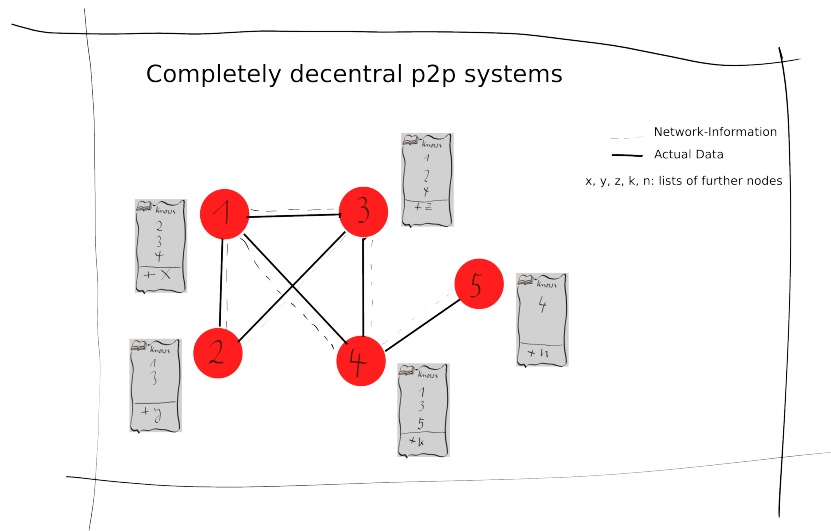 Completely decentral p2p systems
Network-Information
Actual Data
x, y, z, k, n: lists of further nodes
knows
1
2
4
+ z
1
3
knows
2
3
4
+ x
5
knows
4
+ n
2
4
knows
1
3
+ y
knows
1
3
5
+k